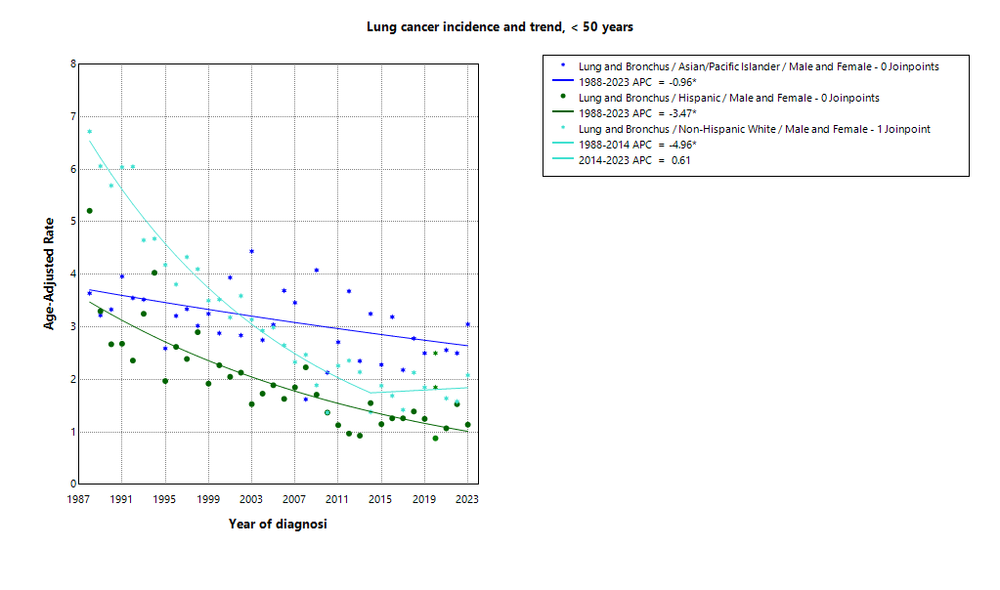 Lung cancer incidence and trend, < 50 years
Lung and Bronchus / Asian/Pacific Islander / Male and Female - 0 Joinpoints
1988-2023 APC = -0.96*
Lung and Bronchus / Hispanic / Male and Female - 0 Joinpoints
1988-2023 APC = -3.47*
Lung and Bronchus / Non-Hispanic White / Male and Female - 1 Joinpoint
1988-2014 APC = -4.96*
2014-2023 APC = 0.61
Age-Adjusted Rate
8
7
6
5
4
3
2
1
0
1987 1991 1995 1999 2003 2007 2011 2015 2019 2023
Year of diagnosi